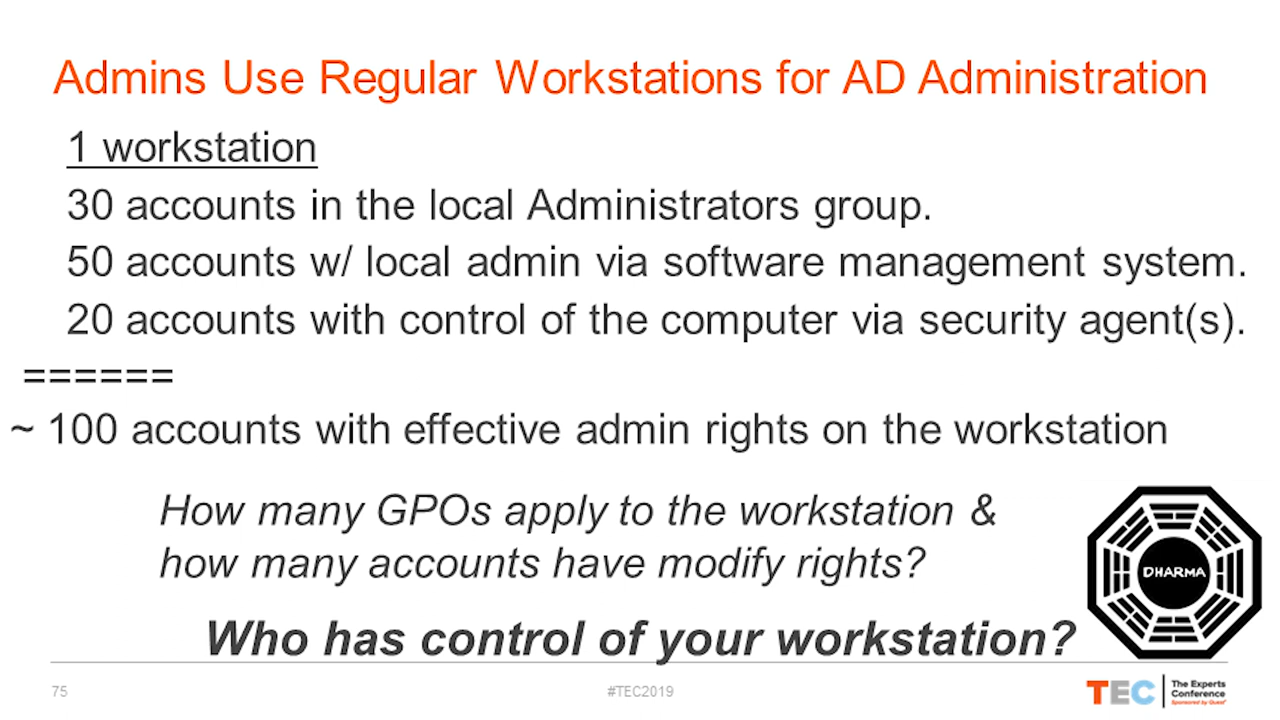 Admins Use Regular Workstations for AD Administration
1 workstation
30 accounts in the local Administrators group.
50 accounts w/ local admin via software management system.
20 accounts with control of the computer via security agent(s).
======
~ 100 accounts with effective admin rights on the workstation
How many GPOs apply to the workstation &
how many accounts have modify rights?
DHARMA
Who has control of your workstation?
75
#TEC2019
TEC
The Experts
Conference
Sponsored by Quest